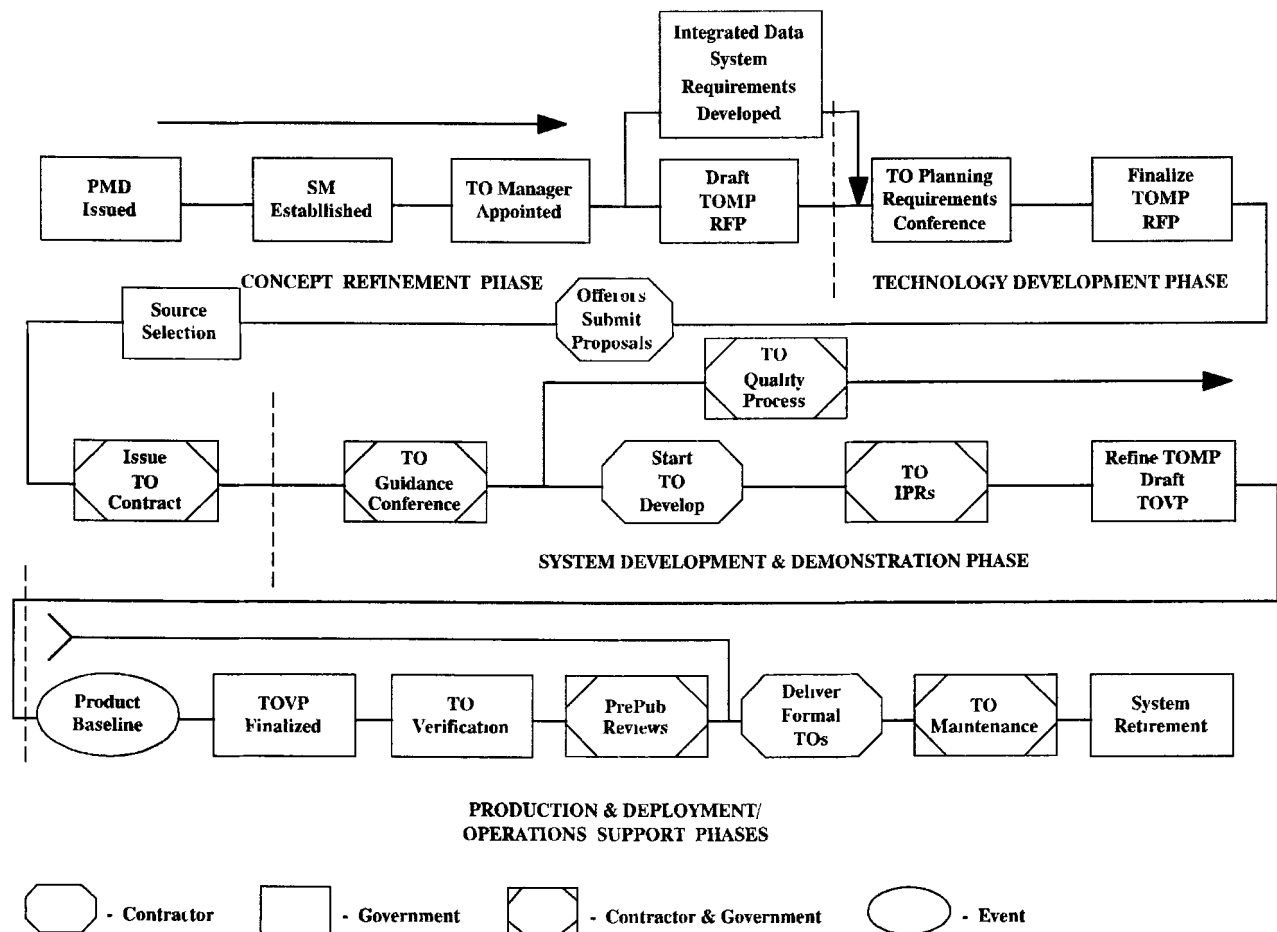 Integrated Data
System
Requirements
Developed
PMD
Issued
SM
Established
TO Manager
Appointed
Draft
TOMP
RFP
TO Planning
Requirements
Conference
Finalize
TOMP
RFP
CONCEPT REFINEMENT PHASE
TECHNOLOGY DEVELOPMENT PHASE
Source
Selection
Offerors
Submit
Proposals
TO
Quality
Process
Issue
TO
Contract
TO
Guidance
Conference
Start
TO
Develop
TO
IPRs
Refine TOMP
Draft
TOVP
SYSTEM DEVELOPMENT & DEMONSTRATION PHASE
Product
Baseline
TOVP
Finalized
TO
Verification
PrePub
Reviews
Deliver
Formal
TOs
TO
Maintenance
System
Retirement
PRODUCTION & DEPLOYMENT/
OPERATIONS SUPPORT PHASES
- Contractor
- Government
- Contractor & Government
- Event